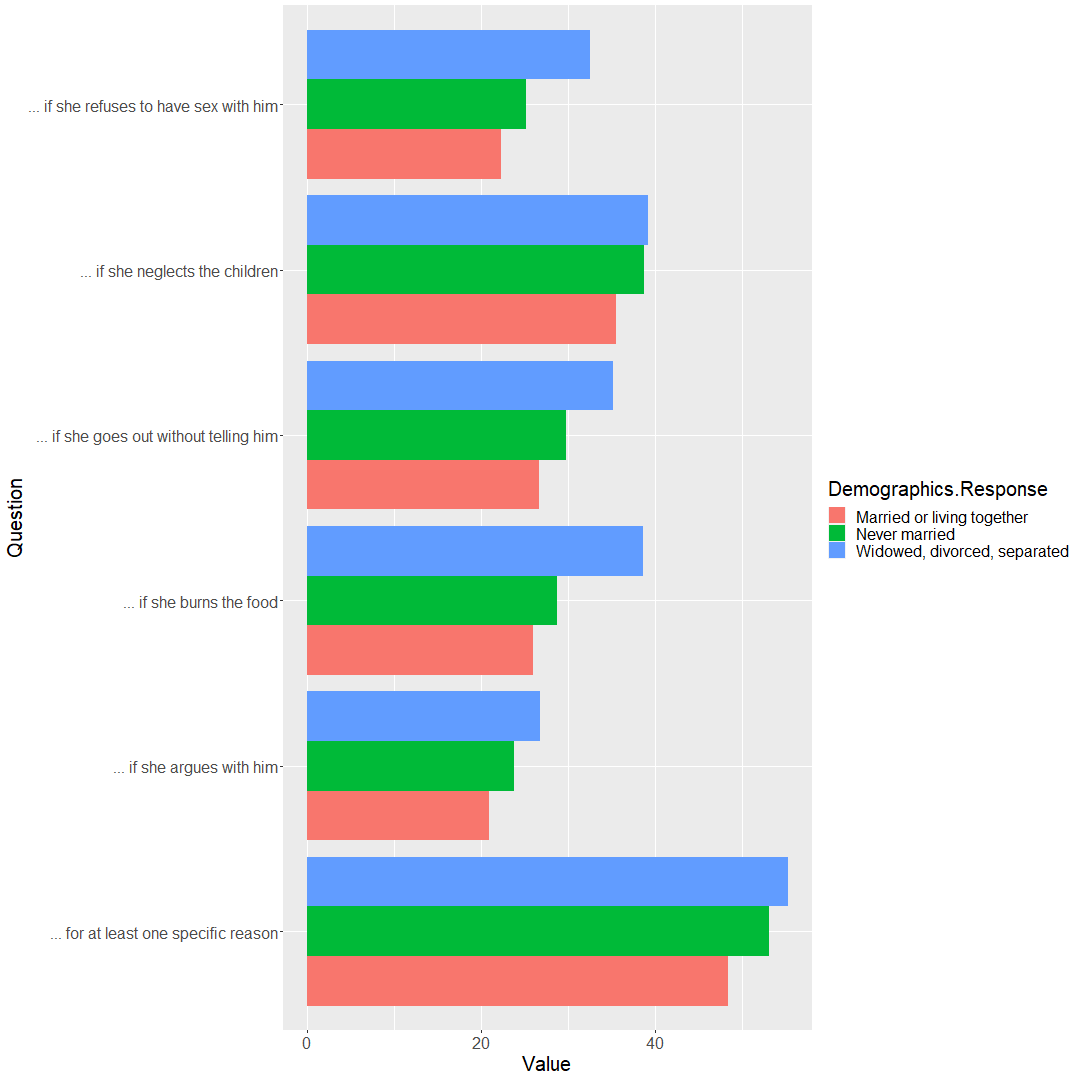 ... if she refuses to have sex with him
... if she neglects the children
... if she goes out without telling him
... if she burns the food
... if she argues with him
... for at least one specific reason
Question
0 20 40
Value
Demographics.Response
Married or living together
Never married
Widowed, divorced, separated